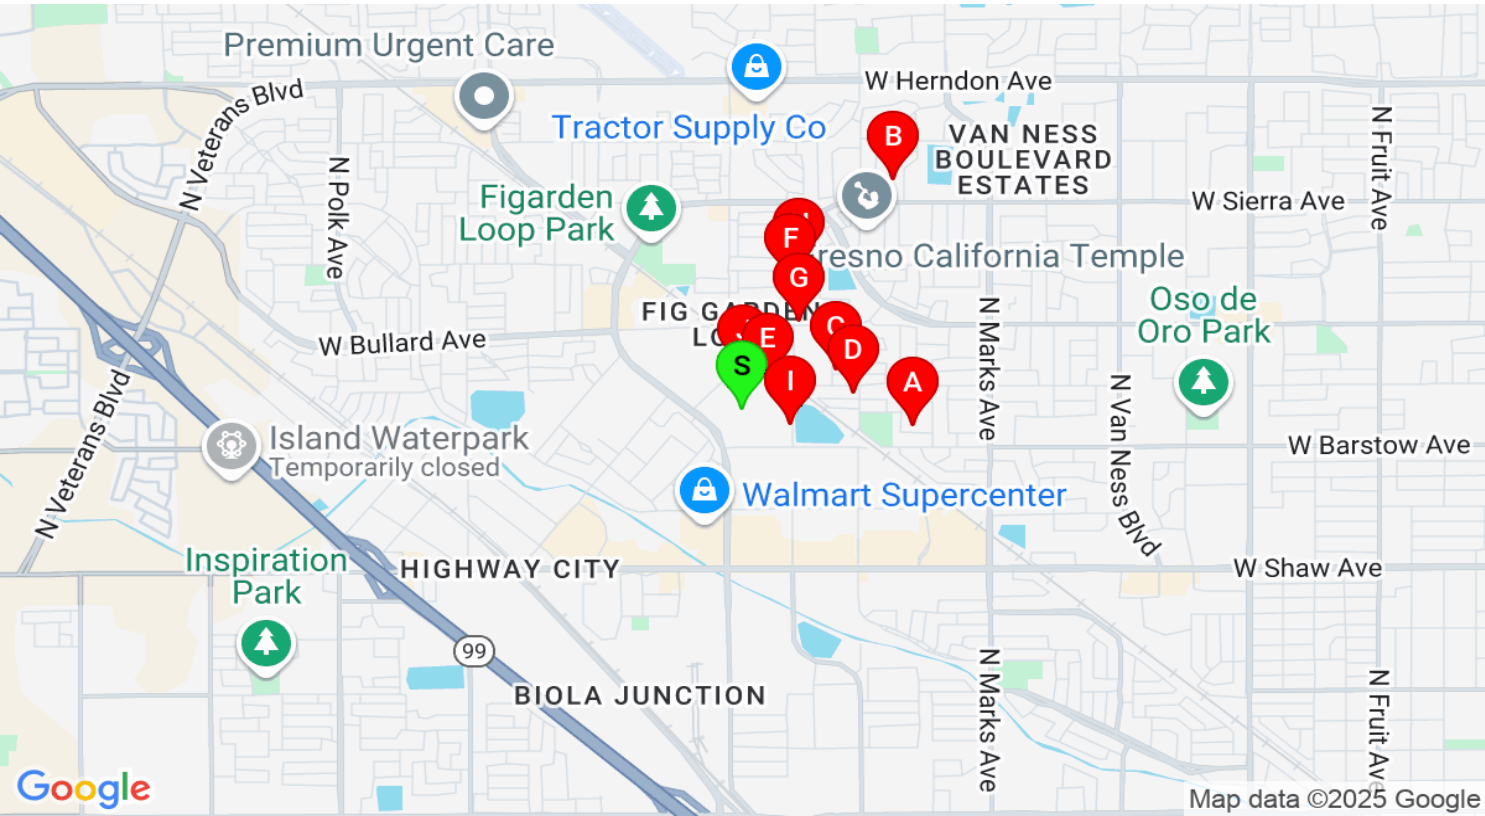 Premium Urgent Care
N Veterans Blvd
W Herndon Ave
Tractor Supply Co
B
VAN NESS
BOULEVARD
ESTATES
N Fruit Ave
N Polk Ave
Figarden
Loop Park
W Sierra Ave
F
resno California Temple
G
FIG GARDEN
LO
Oso de
Oro Park
W Bullard Ave
E
C
D
S
I
A
N Marks Ave
N Van Ness Blvd
N Veterans Blvd
Island Waterpark
Temporarily closed
W Barstow Ave
Walmart Supercenter
Inspiration
Park
HIGHWAY CITY
W Shaw Ave
99
BIOLA JUNCTION
N Marks Ave
N Fruit Ave
Google
Map data ©2025 Google